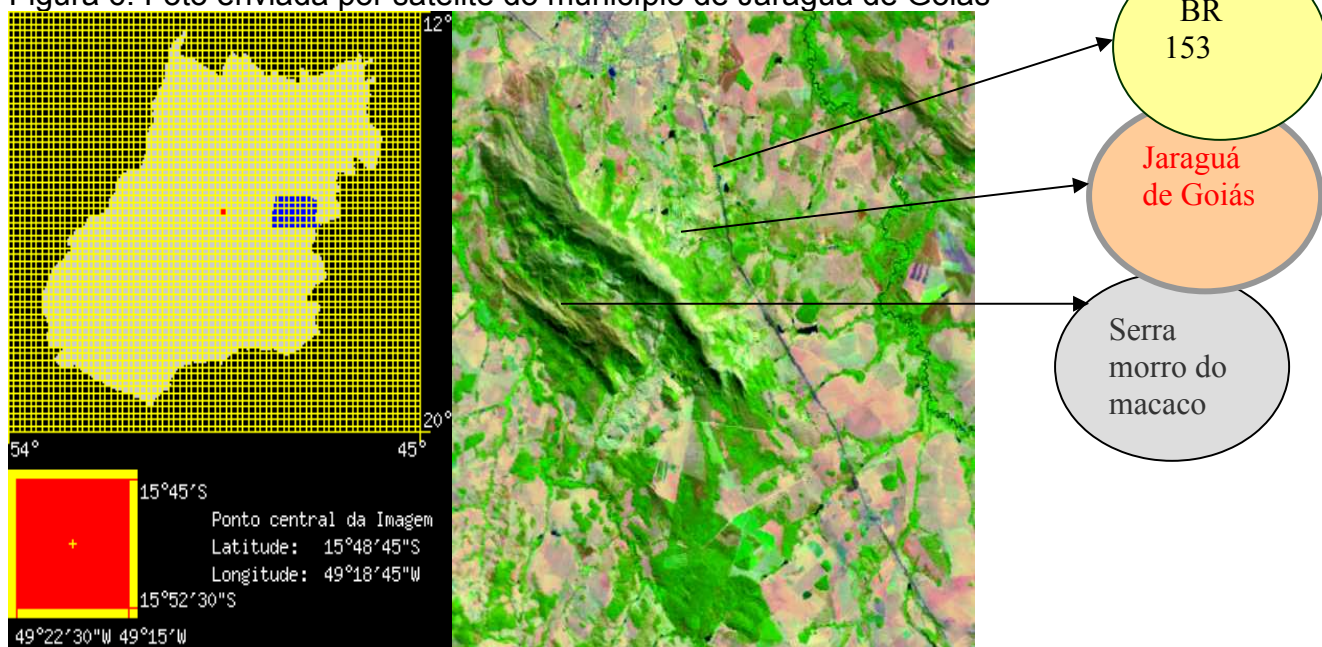 Figura 6: Foto enviada por satélite do município de Jaraguá de Goiás
12°
BR
153
Jaraguá
de Goiás
Serra
morro do
macaco
20°
54°
45°
15°45'S
Ponto central da Imagem
Latitude: 15°48'45"S
Longitude: 49°18'45"W
15°52'30"S
49°22'30"W 49°15'W